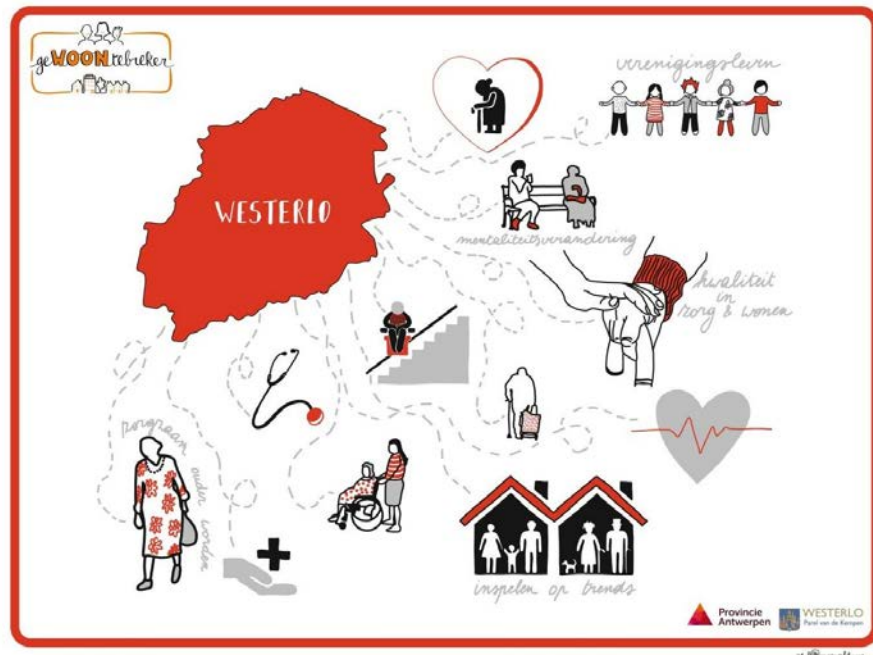 geWOONtebreker
verenigingsleven
WESTERLO
mentaliteitsverandering
kwaliteit
in
zorg & wonen
zorgzaam ouder worden
inspelen op trends
Provincie
Antwerpen
WESTERLO
Parel van de Kempen